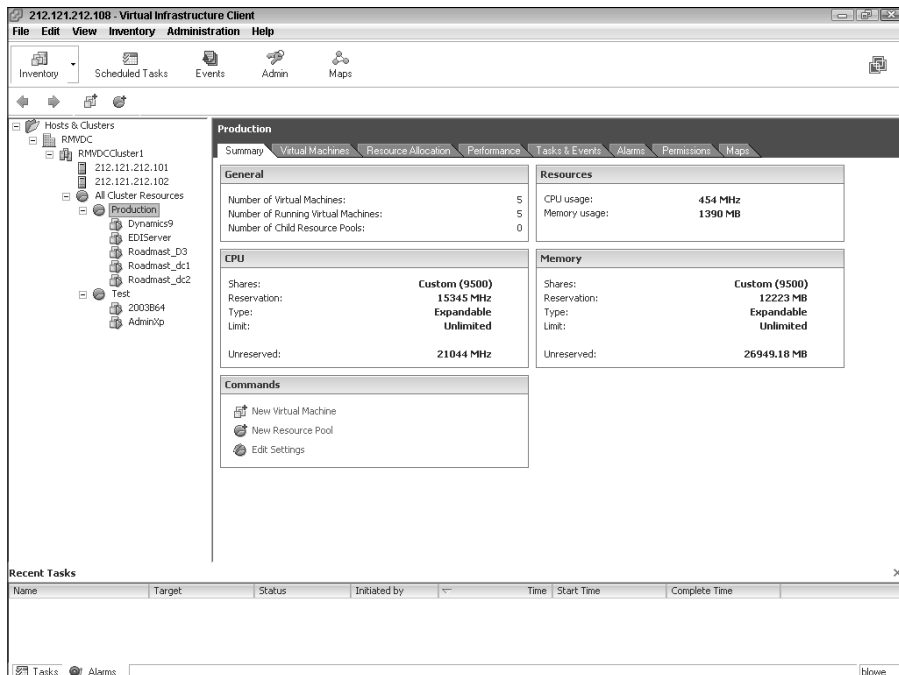 212.121.212.108 - Virtual Infrastructure Client
File Edit View Inventory Administration Help
Inventory Scheduled Tasks Events Admin Maps
Hosts & Clusters
RMVDC
RMVDCCluster1
212.121.212.101
212.121.212.102
All Cluster Resources
Production
Dynamics9
EDIServer
Roadmast_D3
Roadmast_dc1
Roadmast_dc2
Test
2003B64
AdminXp
Production
Summary Virtual Machines Resource Allocation Performance Tasks & Events Alarms Permissions Maps
General
Number of Virtual Machines: 5
Number of Running Virtual Machines: 5
Number of Child Resource Pools: 0
Resources
CPU usage: 454 MHz
Memory usage: 1390 MB
CPU
Shares: Custom (9500)
Reservation: 15345 MHz
Type: Expandable
Limit: Unlimited
Unreserved: 21044 MHz
Memory
Shares: Custom (9500)
Reservation: 12223 MB
Type: Expandable
Limit: Unlimited
Unreserved: 26949.18 MB
Commands
New Virtual Machine
New Resource Pool
Edit Settings
Recent Tasks
Name Target Status Initiated by Time Start Time Complete Time
Tasks Alarms blowe